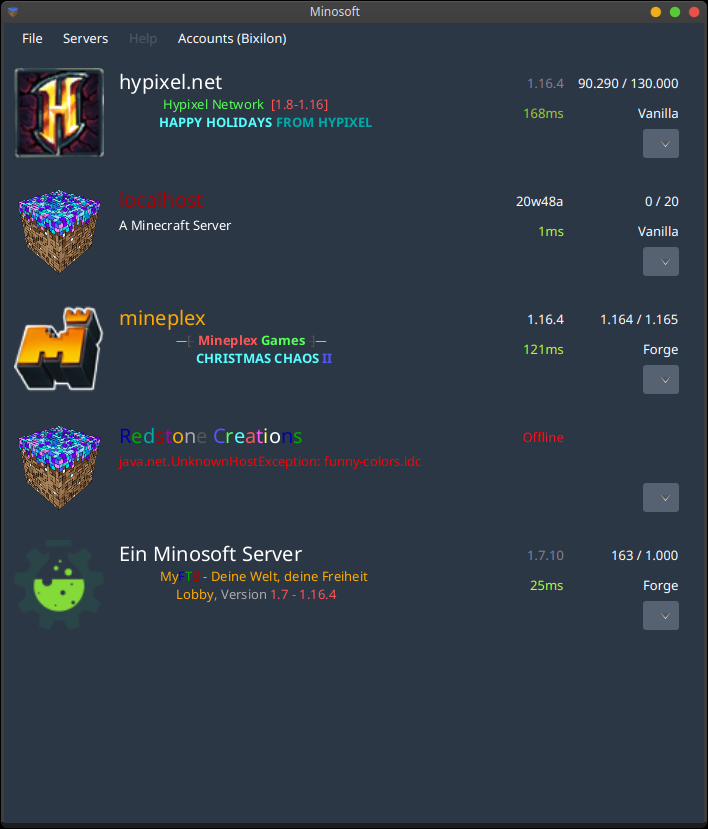 Minosoft
File Servers Help Accounts (Bixilon)
hypixel.net 1.16.4 90.290 / 130.000
Hypixel Network [1.8-1.16] 168ms Vanilla
HAPPY HOLIDAYS FROM HYPIXEL
localhost 20w48a 0 / 20
A Minecraft Server 1ms Vanilla
mineplex 1.16.4 1.164 / 1.165
Mineplex Games 121ms Forge
CHRISTMAS CHAOS II
Redstone Creations Offline
java.net.UnknownHostException: funny-colors.idc
Ein Minosoft Server 1.7.10 163 / 1.000
MyFTB - Deine Welt, deine Freiheit 25ms Forge
Lobby, Version 1.7 - 1.16.4